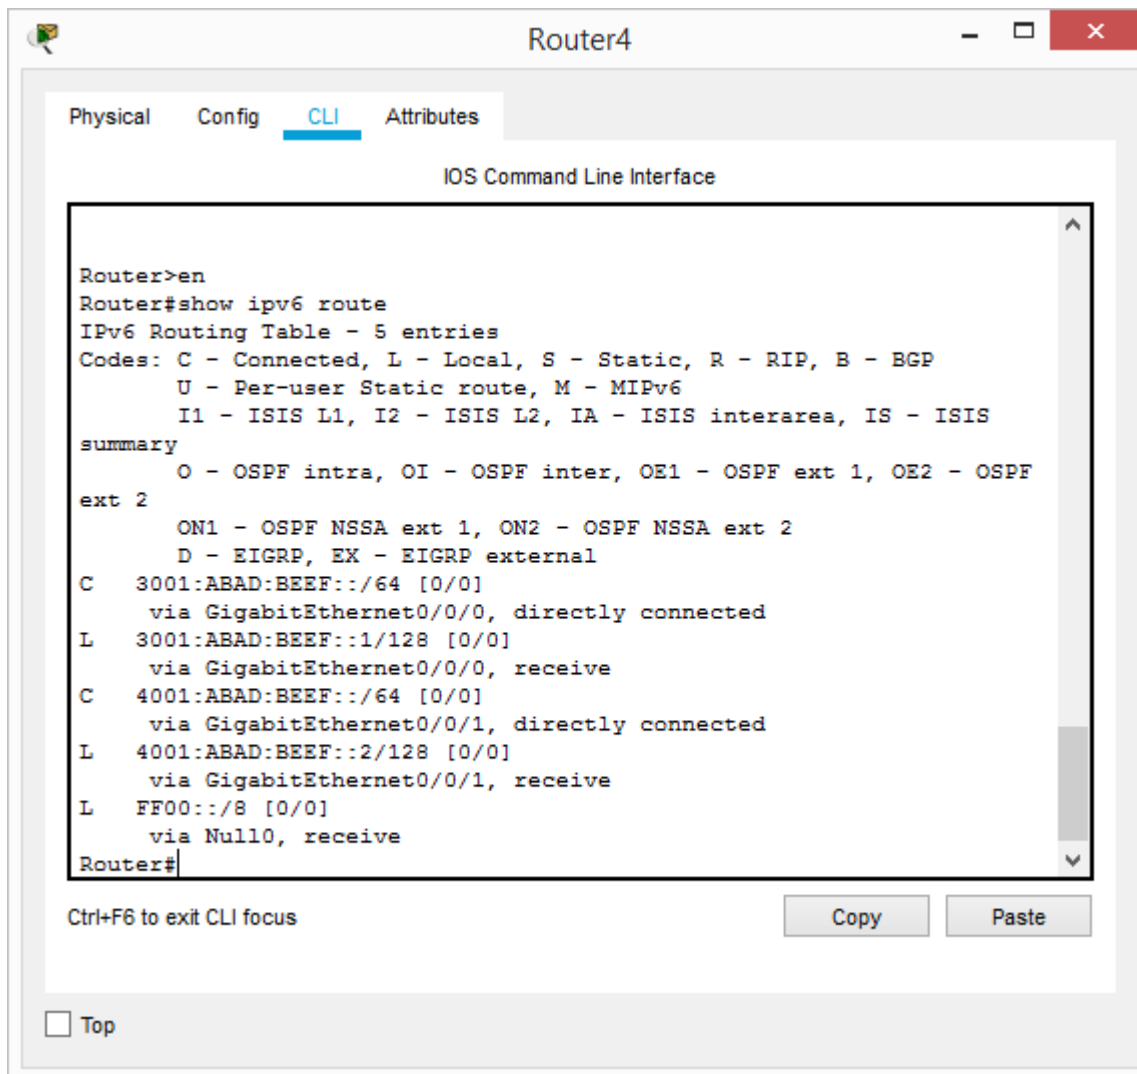 Router4
Physical Config CLI Attributes
IOS Command Line Interface
Router>en
Router#show ipv6 route
IPv6 Routing Table - 5 entries
Codes: C - Connected, L - Local, S - Static, R - RIP, B - BGP
       U - Per-user Static route, M - MIPv6
       I1 - ISIS L1, I2 - ISIS L2, IA - ISIS interarea, IS - ISIS
summary
       O - OSPF intra, OI - OSPF inter, OE1 - OSPF ext 1, OE2 - OSPF
ext 2
       ON1 - OSPF NSSA ext 1, ON2 - OSPF NSSA ext 2
       D - EIGRP, EX - EIGRP external
C   3001:ABAD:BEEF::/64 [0/0]
     via GigabitEthernet0/0/0, directly connected
L   3001:ABAD:BEEF::1/128 [0/0]
     via GigabitEthernet0/0/0, receive
C   4001:ABAD:BEEF::/64 [0/0]
     via GigabitEthernet0/0/1, directly connected
L   4001:ABAD:BEEF::2/128 [0/0]
     via GigabitEthernet0/0/1, receive
L   FF00::/8 [0/0]
     via Null0, receive
Router#
Ctrl+F6 to exit CLI focus
Copy Paste
Top